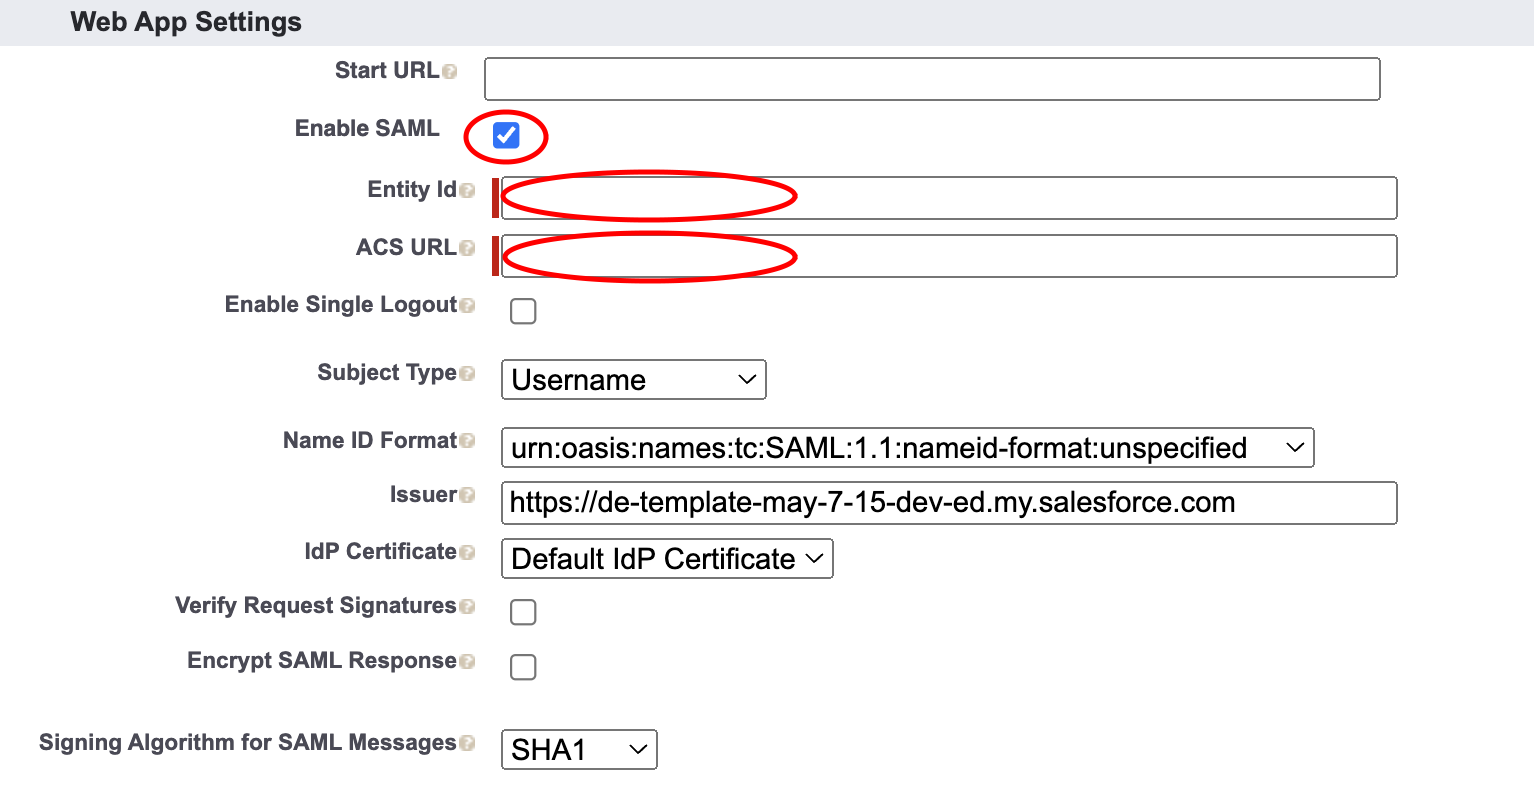 Web App Settings
Start URL
Enable SAML
Entity Id
ACS URL
Enable Single Logout
Subject Type Username
Name ID Format urn:oasis:names:tc:SAML:1.1:nameid-format:unspecified
Issuer https://de-template-may-7-15-dev-ed.my.salesforce.com
IdP Certificate Default IdP Certificate
Verify Request Signatures
Encrypt SAML Response
Signing Algorithm for SAML Messages SHA1